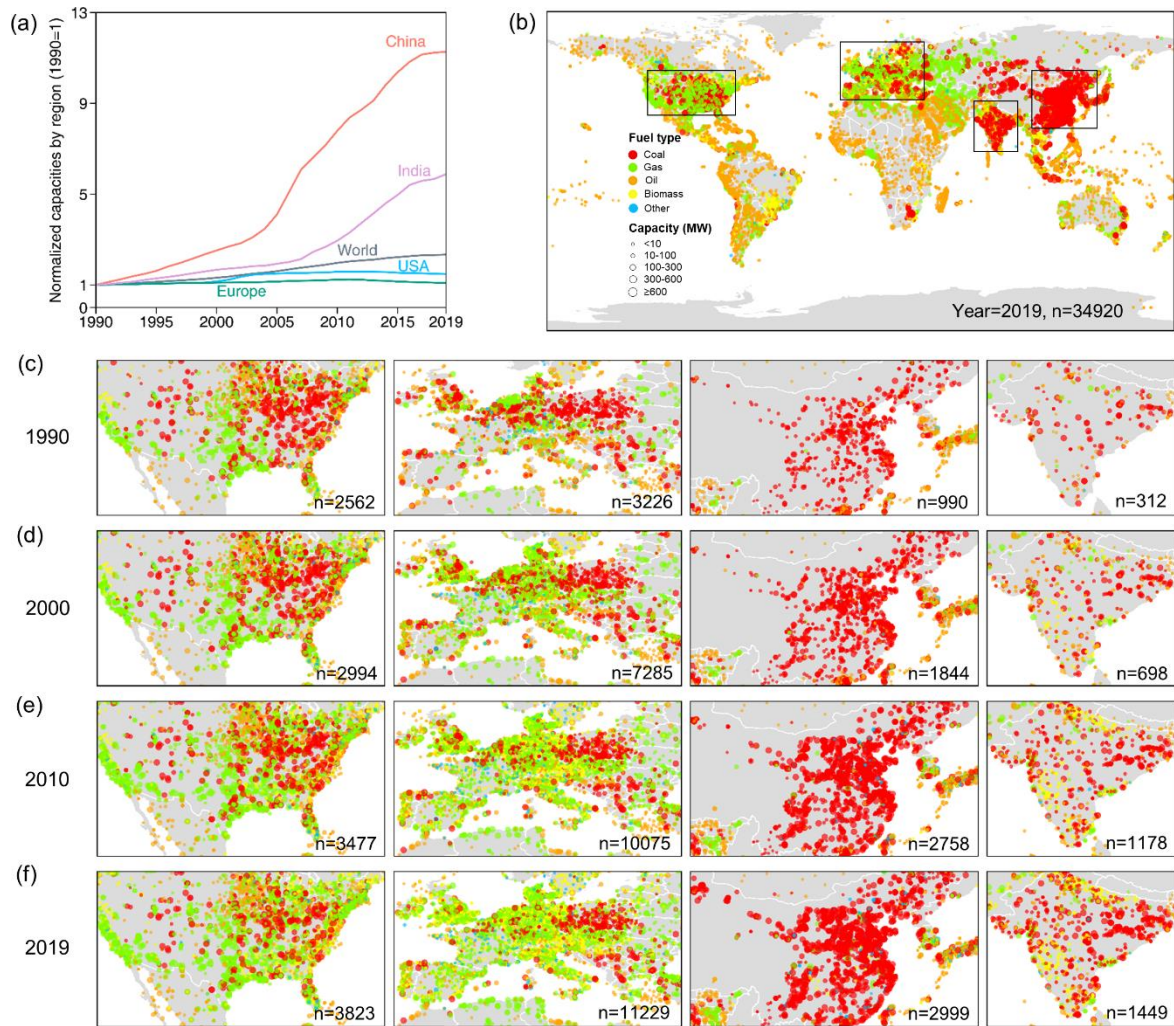 (a)
Normalized capacities by region (1990=1)
13
9
5
1
0
1990
1995
2000
2005
2010
2015
2019
China
India
World
USA
Europe
(b)
Fuel type
Coal
Gas
Oil
Biomass
Other
Capacity (MW)
<10
10-100
100-300
300-600
≥600
Year=2019, n=34920
(c)
1990
n=2562
n=3226
n=990
n=312
(d)
2000
n=2994
n=7285
n=1844
n=698
(e)
2010
n=3477
n=10075
n=2758
n=1178
(f)
2019
n=3823
n=11229
n=2999
n=1449